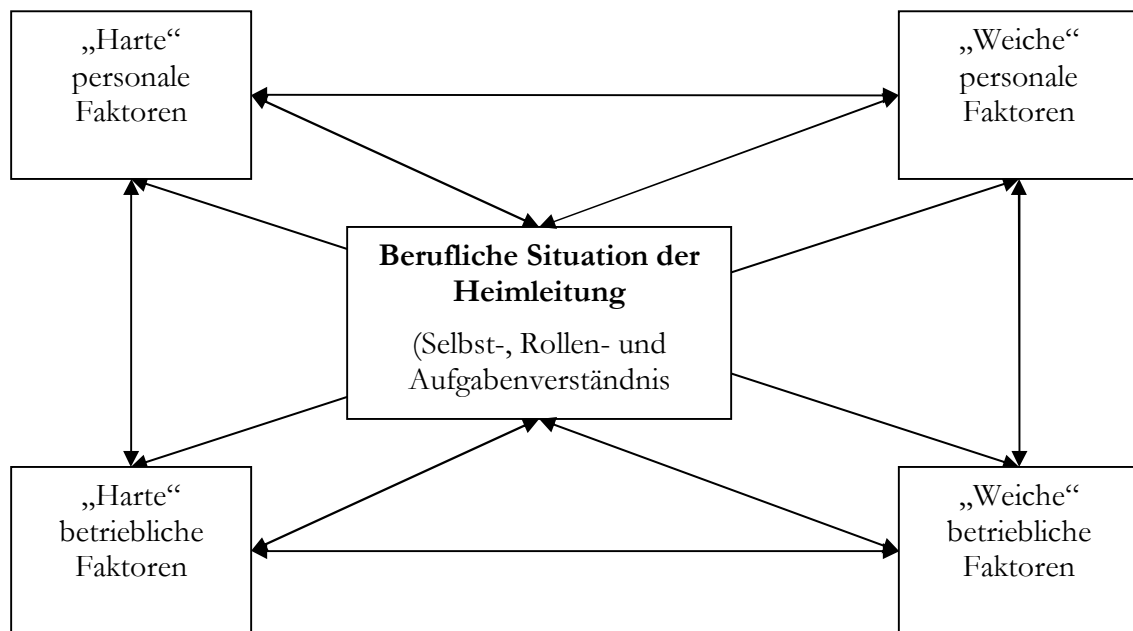 „Harte“
personale
Faktoren
„Weiche“
personale
Faktoren
Berufliche Situation der
Heimleitung
(Selbst-, Rollen- und
Aufgabenverständnis
„Harte“
betriebliche
Faktoren
„Weiche“
betriebliche
Faktoren